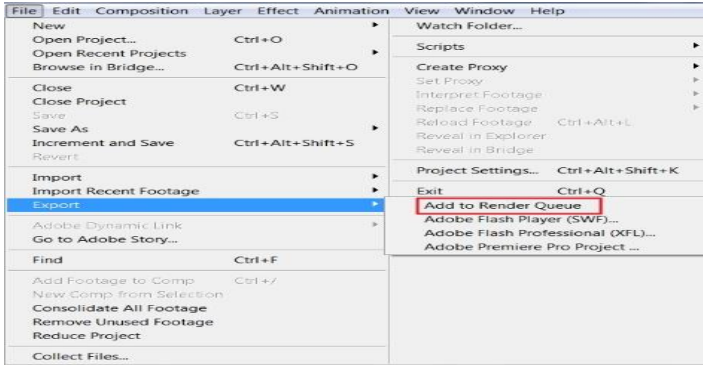 File Edit Composition Layer Effect Animation View Window Help
New
Open Project... Ctrl+O
Open Recent Projects
Browse in Bridge... Ctrl+Alt+Shift+O
Close Ctrl+W
Close Project
Save Ctrl+S
Save As
Increment and Save Ctrl+Alt+Shift+S
Revert
Import
Import Recent Footage
Export
Adobe Dynamic Link
Go to Adobe Story...
Find Ctrl+F
Add Footage to Comp Ctrl+/
New Comp from Selection
Consolidate All Footage
Remove Unused Footage
Reduce Project
Collect Files...
Watch Folder...
Scripts
Create Proxy
Set Proxy
Interpret Footage
Replace Footage
Reload Footage Ctrl+Alt+L
Reveal in Explorer
Reveal in Bridge
Project Settings... Ctrl+Alt+Shift+K
Exit Ctrl+Q
Add to Render Queue
Adobe Flash Player (SWF)...
Adobe Flash Professional (XFL)...
Adobe Premiere Pro Project ...